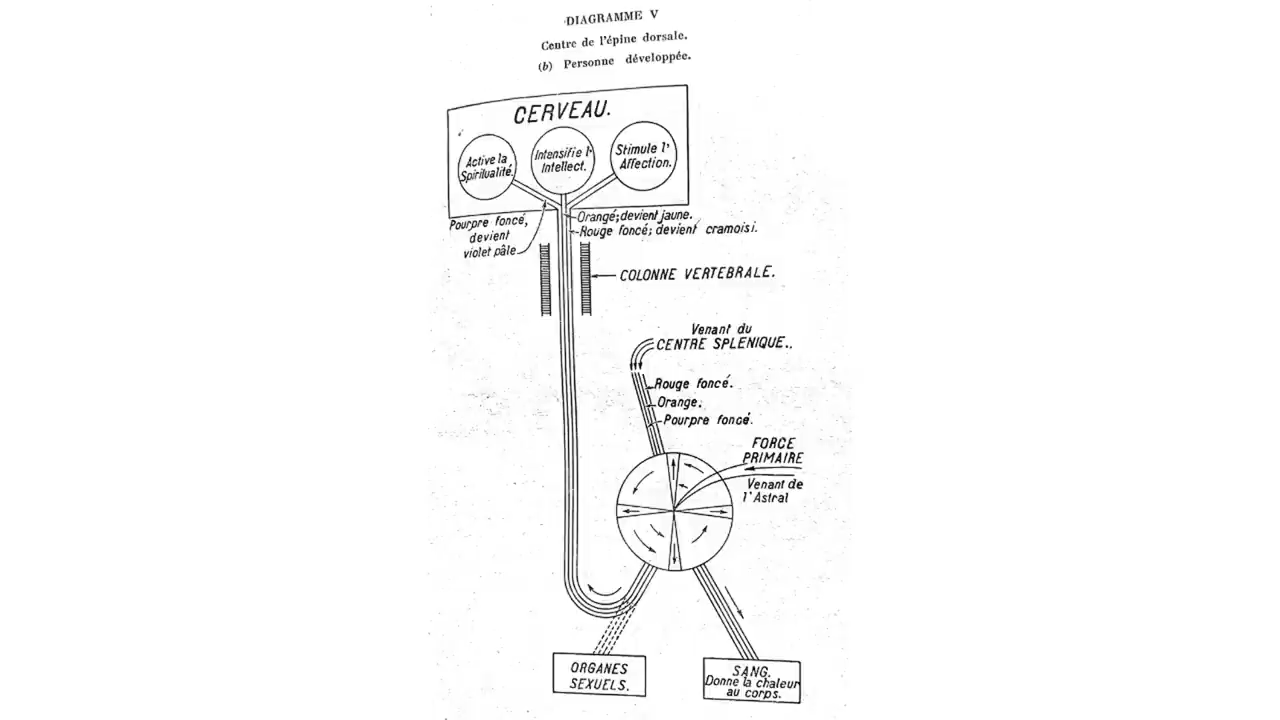 DIAGRAMME V
Centre de l'épine dorsale.
(b) Personne développée.
CERVEAU.
Active la
Spiritualité.
Intensifie l'
Intellect.
Stimule l'
Affection.
Pourpre foncé,
devient
violet pâle
Orangé; devient jaune.
Rouge foncé; devient cramoisi.
COLONNE VERTEBRALE.
Venant du
CENTRE SPLENIQUE..
Rouge foncé.
Orange.
Pourpre foncé.
FORCE
PRIMAIRE
Venant de
l'Astral
ORGANES
SEXUELS.
SANG.
Donne la chaleur
au corps.